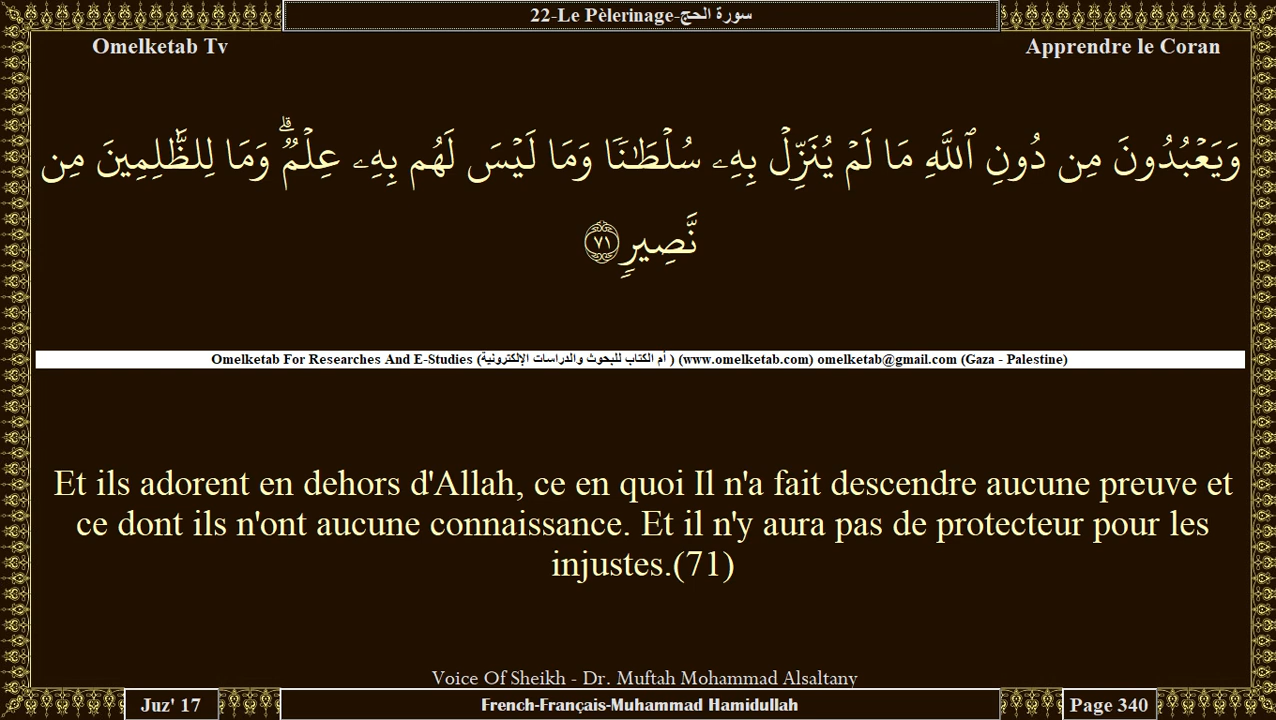 22-Le Pèlerinage-سورة الحج
Omelketab Tv
Apprendre le Coran
وَيَعۡبُدُونَ مِن دُونِ ٱللَّهِ مَا لَمۡ يُنَزِّلۡ بِهِۦ سُلۡطَٰنٗا وَمَا لَيۡسَ لَهُم بِهِۦ عِلۡمٞۗ وَمَا لِلظَّٰلِمِينَ مِن
نَّصِيرٖ ٧١
Omelketab For Researches And E-Studies (أم الكتاب للبحوث والدراسات الإلكترونية ) (www.omelketab.com) omelketab@gmail.com (Gaza - Palestine)
Et ils adorent en dehors d'Allah, ce en quoi Il n'a fait descendre aucune preuve et
ce dont ils n'ont aucune connaissance. Et il n'y aura pas de protecteur pour les
injustes.(71)
Voice Of Sheikh - Dr. Muftah Mohammad Alsaltany
Juz' 17
French-Français-Muhammad Hamidullah
Page 340